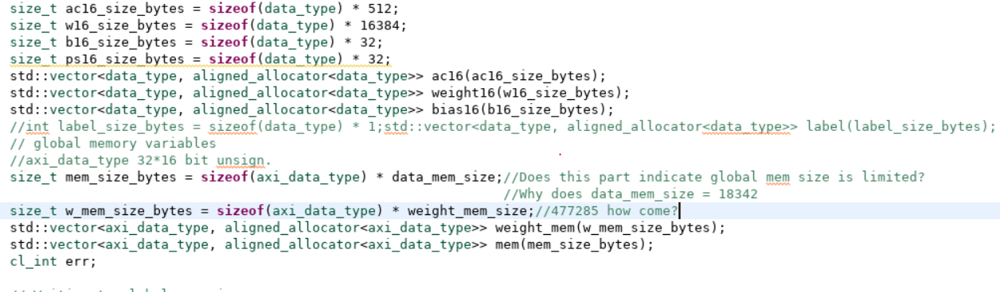 size_t ac16_size_bytes = sizeof(data_type) * 512;
size_t w16_size_bytes = sizeof(data_type) * 16384;
size_t b16_size_bytes = sizeof(data_type) * 32;
size_t ps16_size_bytes = sizeof(data_type) * 32;
std::vector<data_type, aligned_allocator<data_type>> ac16(ac16_size_bytes);
std::vector<data_type, aligned_allocator<data_type>> weight16(w16_size_bytes);
std::vector<data_type, aligned_allocator<data_type>> bias16(b16_size_bytes);
//int label_size_bytes = sizeof(data_type) * 1;std::vector<data_type, aligned_allocator<data_type>> label(label_size_bytes);
// global memory variables
//axi_data_type 32*16 bit unsign.
size_t mem_size_bytes = sizeof(axi_data_type) * data_mem_size;//Does this part indicate global mem size is limited?
//Why does data_mem_size = 18342
size_t w_mem_size_bytes = sizeof(axi_data_type) * weight_mem_size;//477285 how come?
std::vector<axi_data_type, aligned_allocator<axi_data_type>> weight_mem(w_mem_size_bytes);
std::vector<axi_data_type, aligned_allocator<axi_data_type>> mem(mem_size_bytes);
cl_int err;